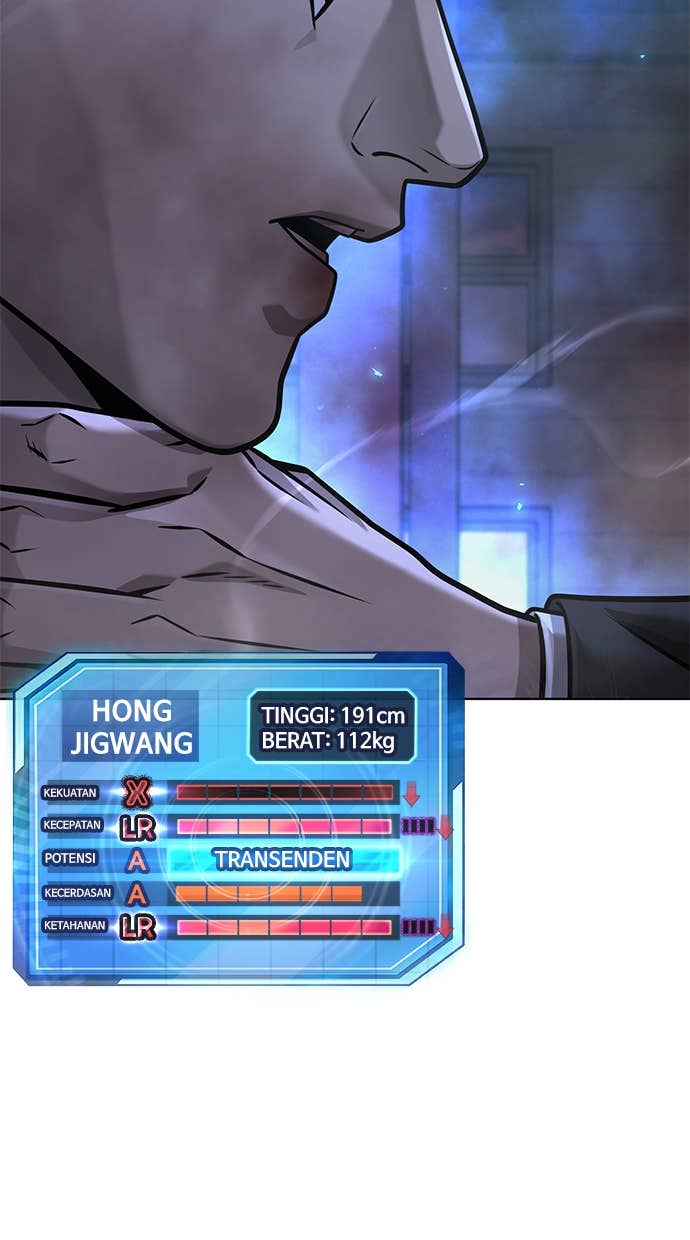 HONG
JIGWANG
TINGGI: 191cm
BERAT: 112kg
KEKUATAN X
KECEPATAN LR
POTENSI A TRANSENDEN
KECERDASAN A
KETAHANAN LR